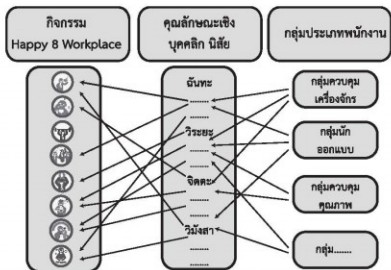 กิจกรรม
Happy 8 Workplace
คุณลักษณะเชิง
บุคคลิก นิสัย
กลุ่มประเภทพนักงาน
ฉันทะ
........
........
วิระยะ
........
........
จิตตะ
........
........
วิมังสา
........
........
กลุ่มควบคุม
เครื่องจักร
กลุ่มนัก
ออกแบบ
กลุ่มควบคุม
คุณภาพ
กลุ่ม........